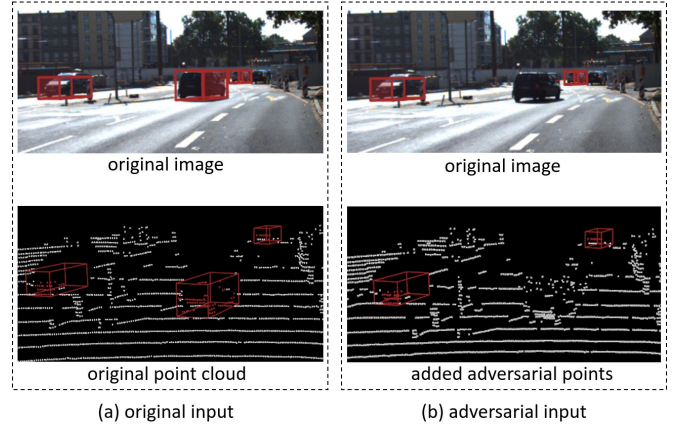 original image
original image
original point cloud
added adversarial points
(a) original input
(b) adversarial input